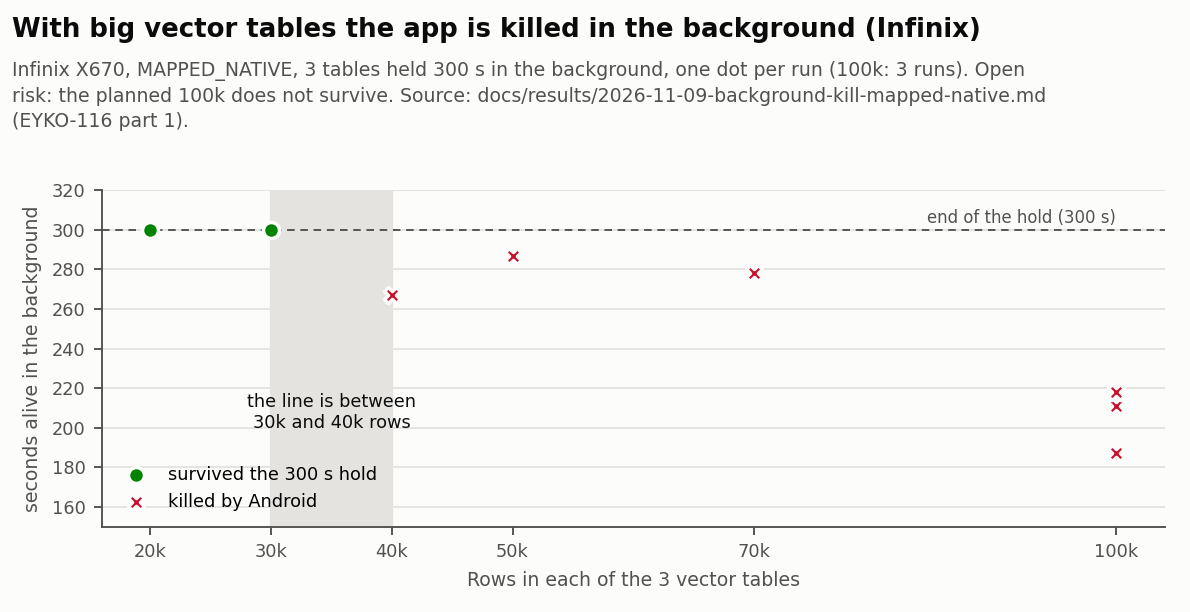 With big vector tables the app is killed in the background (Infinix)
Infinix X670, MAPPED_NATIVE, 3 tables held 300 s in the background, one dot per run (100k: 3 runs). Open
risk: the planned 100k does not survive. Source: docs/results/2026-11-09-background-kill-mapped-native.md
(EYKO-116 part 1).
320
300
280
260
240
220
200
180
160
seconds alive in the background
end of the hold (300 s)
the line is between
30k and 40k rows
survived the 300 s hold
killed by Android
20k
30k
40k
50k
70k
100k
Rows in each of the 3 vector tables